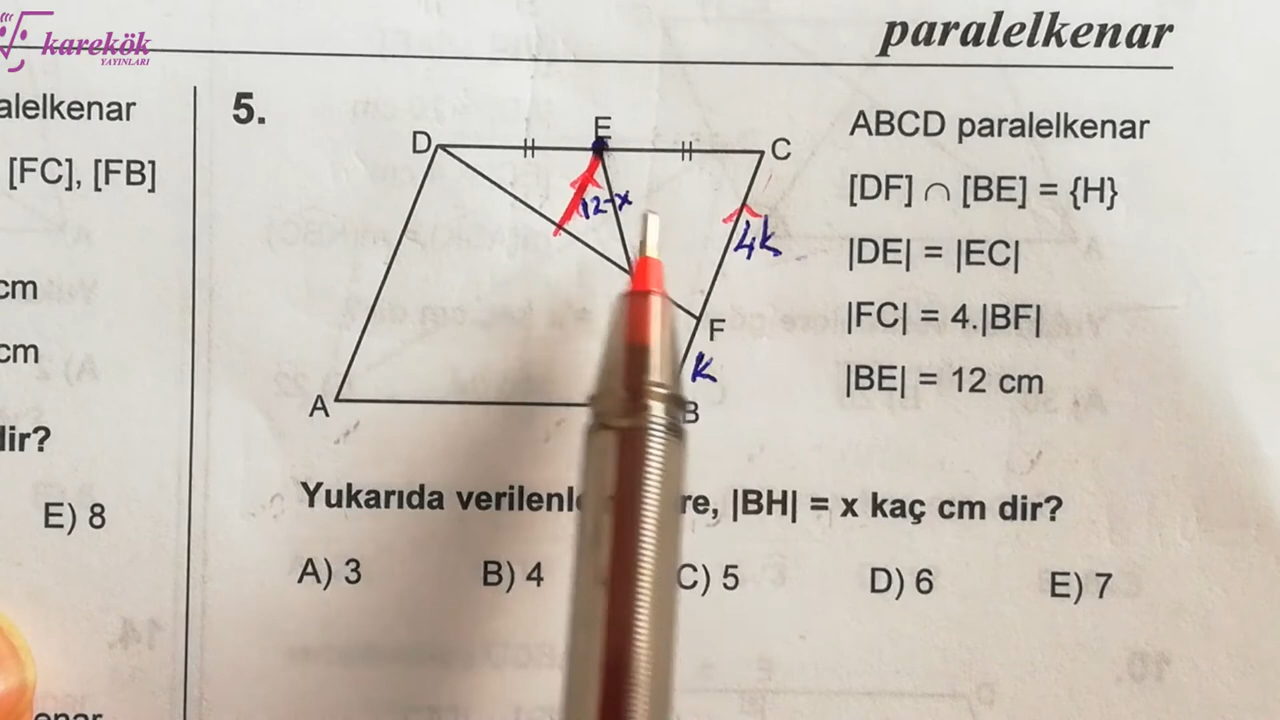 karekök
YAYINLARI
paralelkenar
alelkenar
[FC], [FB]
cm
cm
dir?
E) 8
5.
D
E
C
12-x
4k
F
k
A
B
ABCD paralelkenar
[DF] ∩ [BE] = {H}
|DE| = |EC|
|FC| = 4.|BF|
|BE| = 12 cm
Yukarıda re, |BH| = x kaç cm dir?
A) 3 B) 4 C) 5 D) 6 E) 7